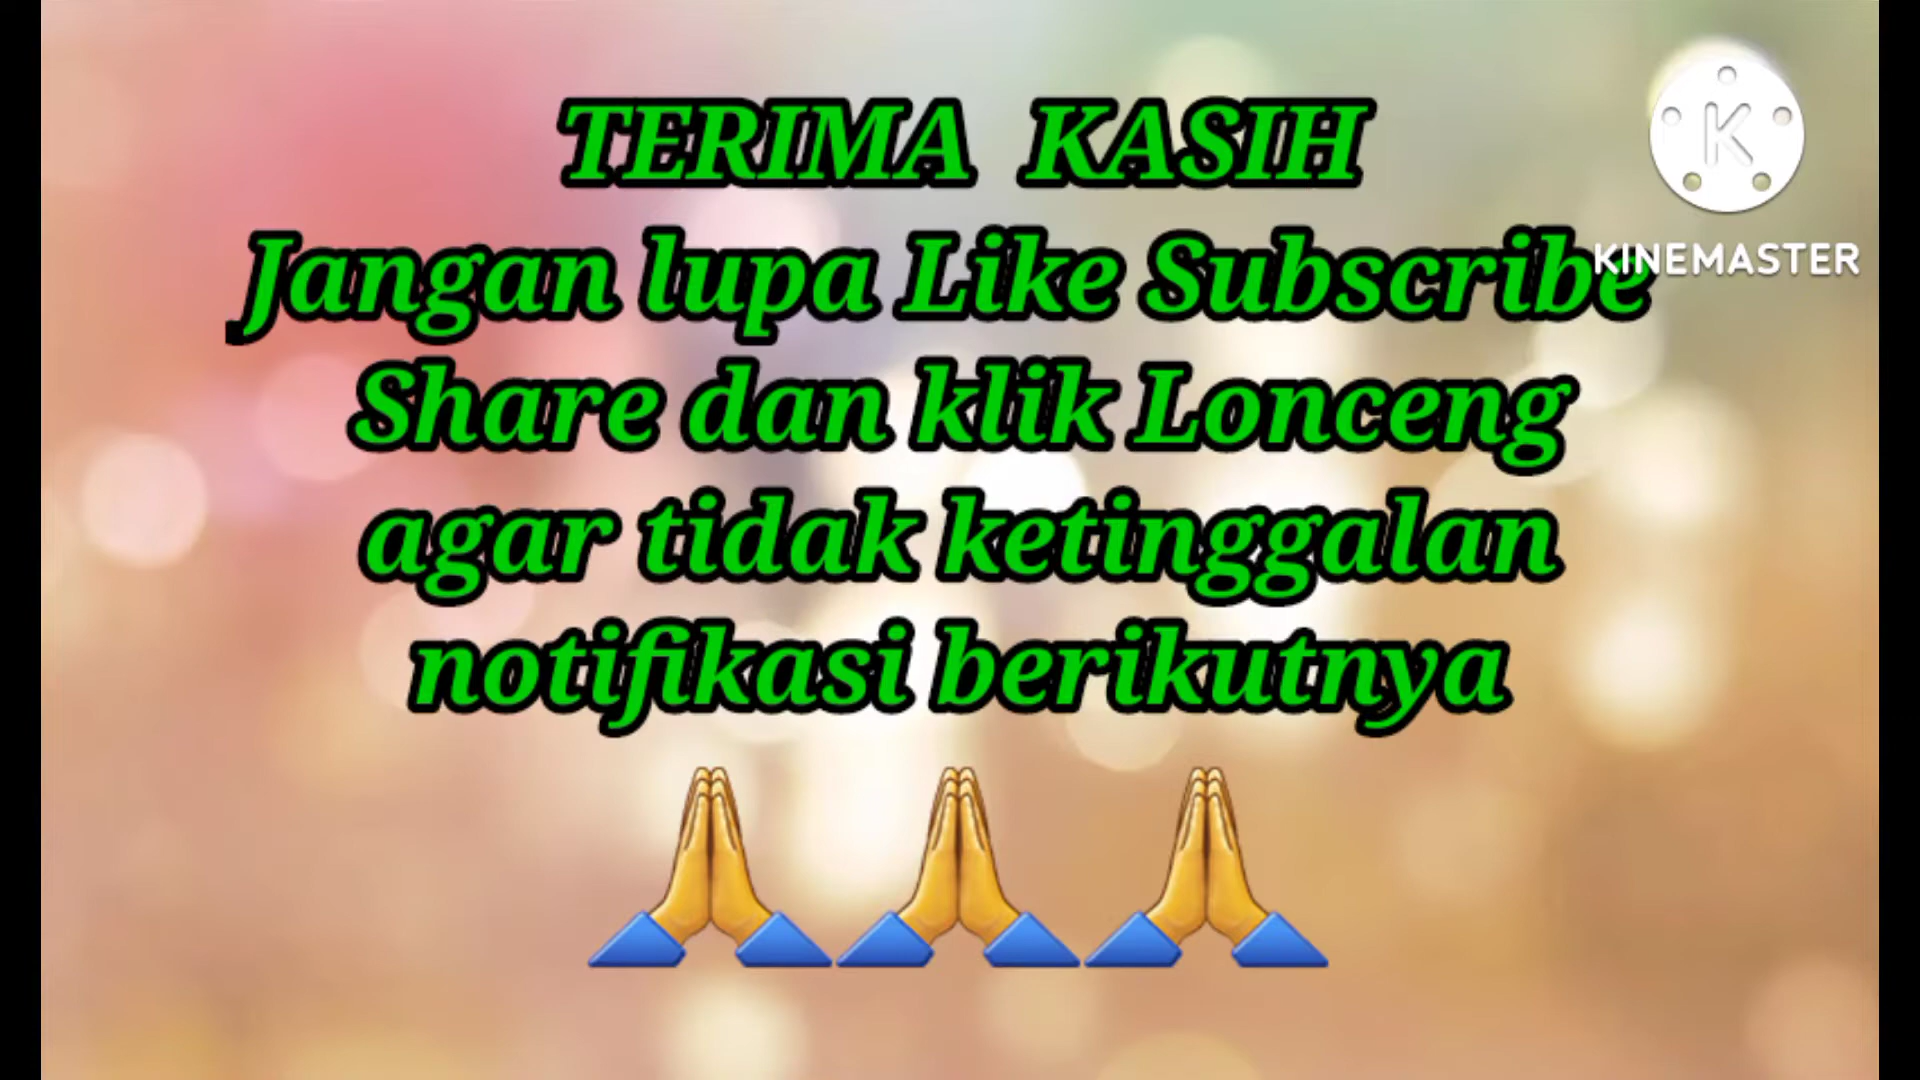 TERIMA KASIH
Jangan lupa Like Subscribe
Share dan klik Lonceng
agar tidak ketinggalan
notifikasi berikutnya
🙏🙏🙏
K
KINEMASTER